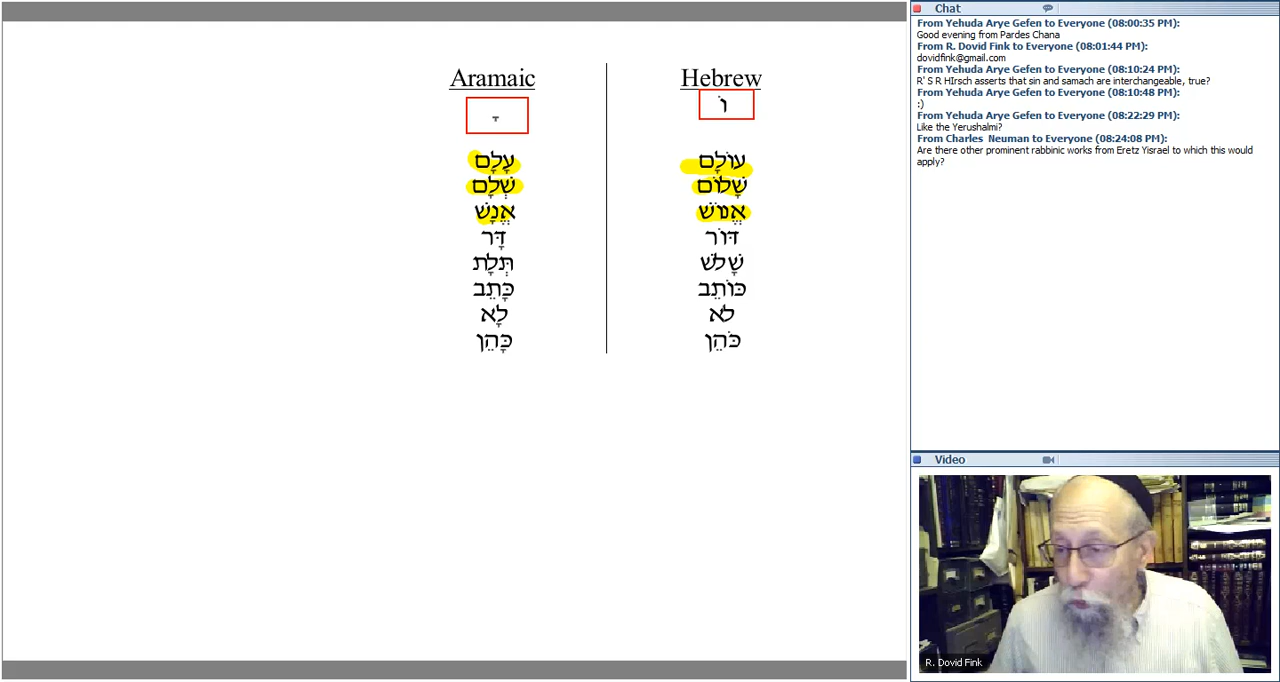 Aramaic
Hebrew
ָ
וֹ
עָלָם
עוֹלָם
שְׁלָם
שָׁלוֹם
אֱנָשׁ
אֱנוֹשׁ
דָּר
דּוֹר
תְּלָת
שָׁלֹשׁ
כָּתֵב
כּוֹתֵב
לָא
לֹא
כָּהֵן
כֹּהֵן
Chat
From Yehuda Arye Gefen to Everyone (08:00:35 PM):
Good evening from Pardes Chana
From R. Dovid Fink to Everyone (08:01:44 PM):
dovidfink@gmail.com
From Yehuda Arye Gefen to Everyone (08:10:24 PM):
R' S R HIrsch asserts that sin and samach are interchangeable, true?
From Yehuda Arye Gefen to Everyone (08:10:48 PM):
:)
From Yehuda Arye Gefen to Everyone (08:22:29 PM):
Like the Yerushalmi?
From Charles Neuman to Everyone (08:24:08 PM):
Are there other prominent rabbinic works from Eretz Yisrael to which this would
apply?
Video
R. Dovid Fink